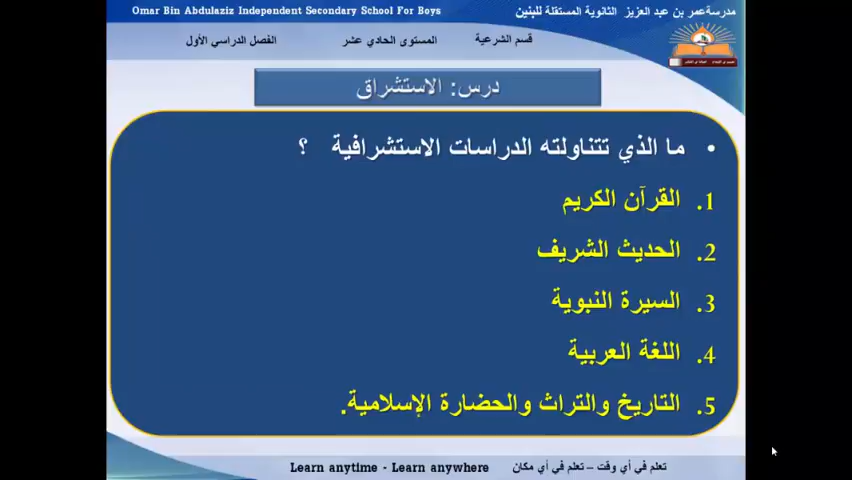 Omar Bin Abdulaziz Independent Secondary School For Boys
مدرسة عمر بن عبد العزيز الثانوية المستقلة للبنين
قسم الشرعية
المستوى الحادي عشر
الفصل الدراسي الأول
درس: الاستشراق
• ما الذي تتناولته الدراسات الاستشرافية ؟
1. القرآن الكريم
2. الحديث الشريف
3. السيرة النبوية
4. اللغة العربية
5. التاريخ والتراث والحضارة الإسلامية.
تعلم في أي وقت – تعلم في أي مكان
Learn anytime - Learn anywhere